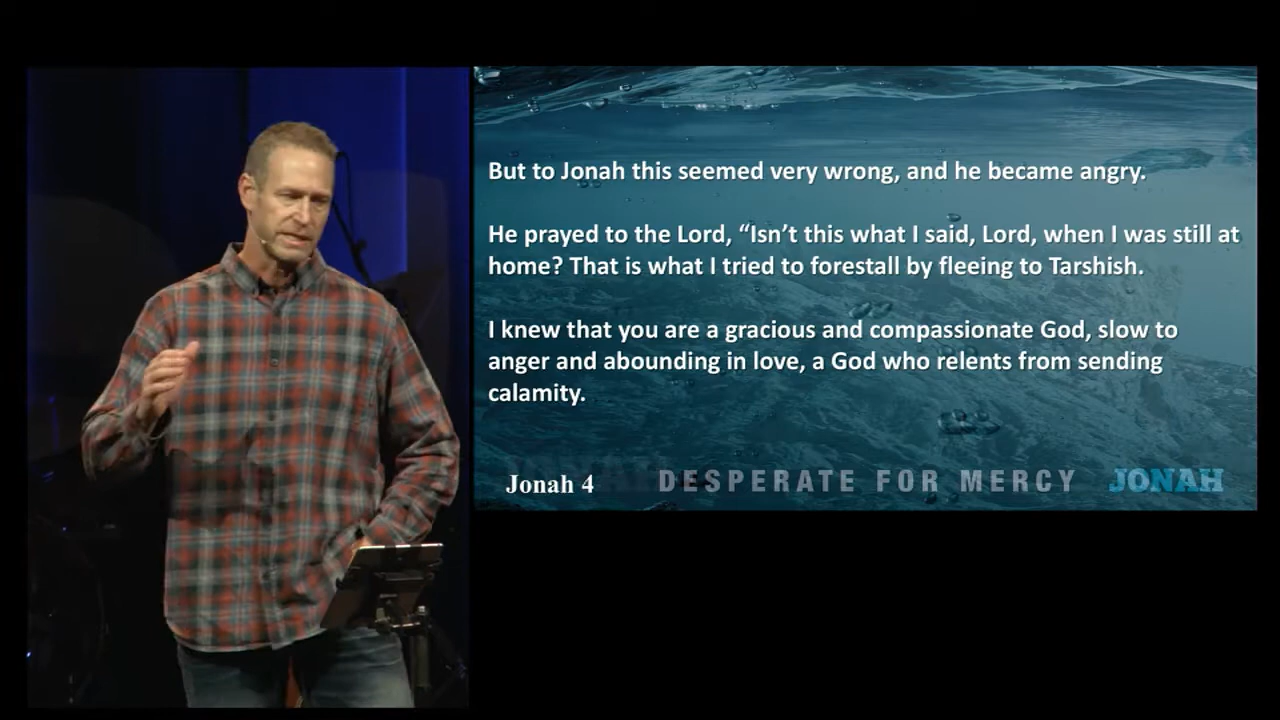 But to Jonah this seemed very wrong, and he became angry.
He prayed to the Lord, “Isn’t this what I said, Lord, when I was still at
home? That is what I tried to forestall by fleeing to Tarshish.
I knew that you are a gracious and compassionate God, slow to
anger and abounding in love, a God who relents from sending
calamity.
Jonah 4 DESPERATE FOR MERCY JONAH